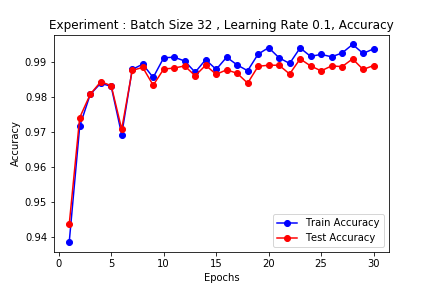 Experiment : Batch Size 32 , Learning Rate 0.1, Accuracy
0.99
0.98
0.97
0.96
0.95
0.94
Accuracy
0
5
10
15
20
25
30
Epochs
Train Accuracy
Test Accuracy